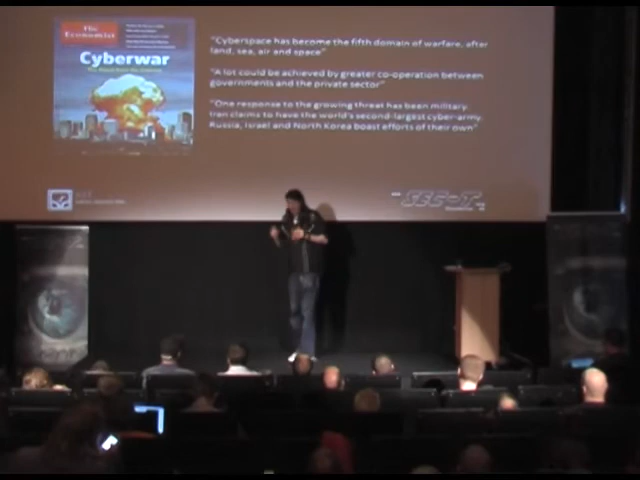 The
Economist
Cyberwar
"Cyberspace has become the fifth domain of warfare, after
land, sea, air and space"
"A lot could be achieved by greater co-operation between
governments and the private sector"
"One response to the growing threat has been military.
Iran claims to have the world's second-largest cyber-army.
Russia, Israel and North Korea boast efforts of their own"
SEC-T